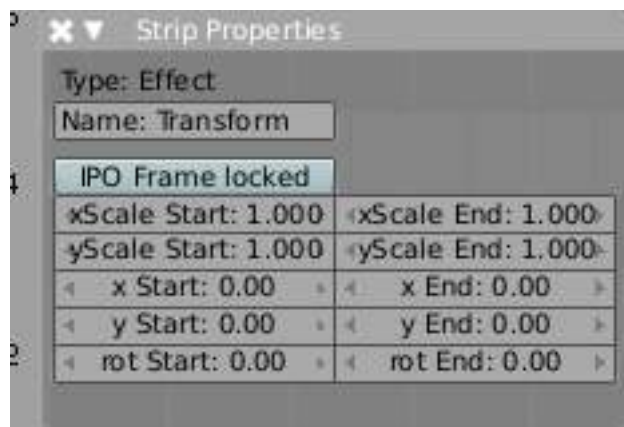 Strip Properties
Type: Effect
Name: Transform
4
IPO Frame locked
xScale Start: 1.000 xScale End: 1.000
yScale Start: 1.000 yScale End: 1.000
x Start: 0.00 x End: 0.00
y Start: 0.00 y End: 0.00
2
rot Start: 0.00 rot End: 0.00